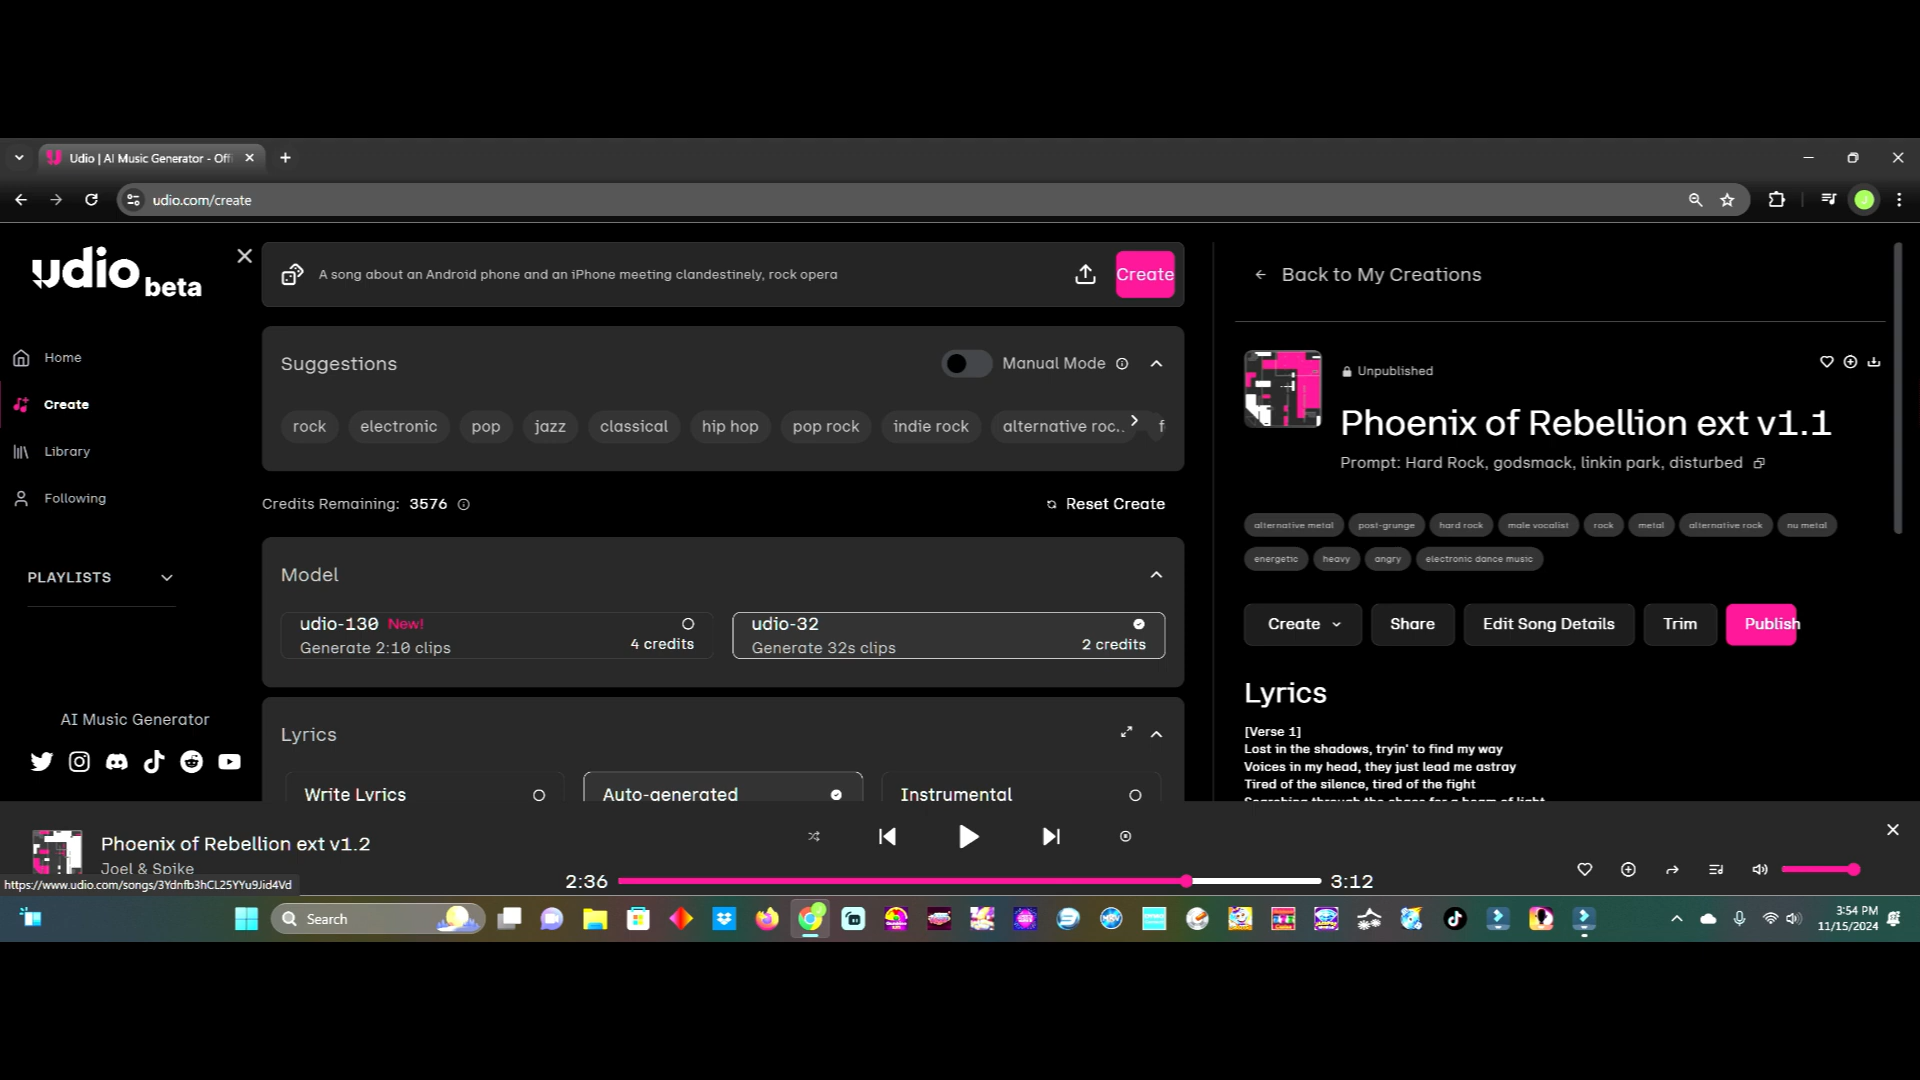 Udio | AI Music Generator - Offi
udio.com/create
udio beta
Home
Create
Library
Following
PLAYLISTS
AI Music Generator
A song about an Android phone and an iPhone meeting clandestinely, rock opera
Create
Suggestions
Manual Mode
rock
electronic
pop
jazz
classical
hip hop
pop rock
indie rock
alternative roc..
f
Credits Remaining: 3576
Reset Create
Model
udio-130 New!
Generate 2:10 clips
4 credits
udio-32
Generate 32s clips
2 credits
Lyrics
Write Lyrics
Auto-generated
Instrumental
Back to My Creations
Unpublished
Phoenix of Rebellion ext v1.1
Prompt: Hard Rock, godsmack, linkin park, disturbed
alternative metal
post-grunge
hard rock
male vocalist
rock
metal
alternative rock
nu metal
energetic
heavy
angry
electronic dance music
Create
Share
Edit Song Details
Trim
Publish
Lyrics
[Verse 1]
Lost in the shadows, tryin' to find my way
Voices in my head, they just lead me astray
Tired of the silence, tired of the fight
Searching through the chaos for a beam of light
Phoenix of Rebellion ext v1.2
Joel & Spike
https://www.udio.com/songs/3Ydnfb3hCL25YYu9Jid4Vd
2:36
3:12
Search
3:54 PM
11/15/2024